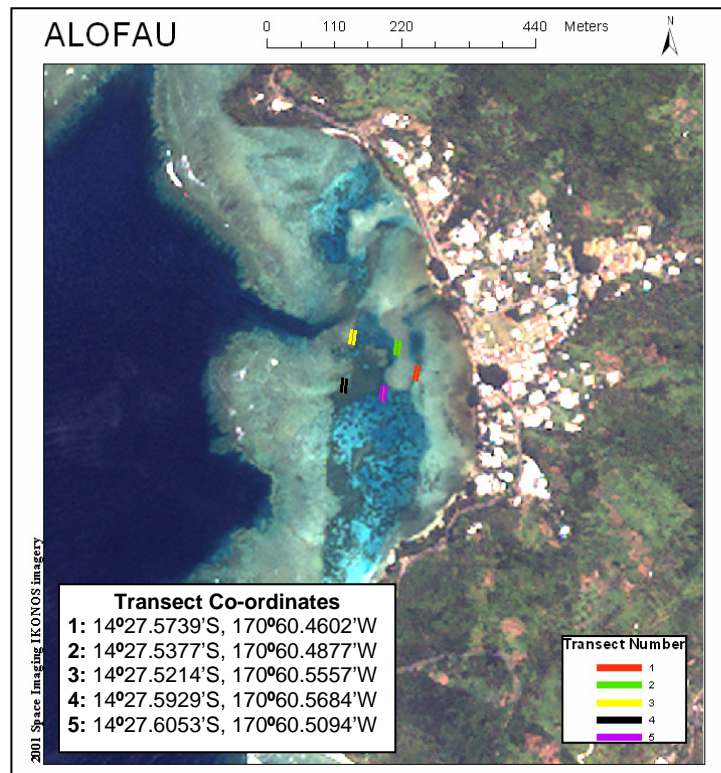 ALOFAU
0 110 220 440 Meters
N
2001 Space Imaging IKONOS imagery
Transect Co-ordinates
1: 14º27.5739’S, 170º60.4602’W
2: 14º27.5377’S, 170º60.4877’W
3: 14º27.5214’S, 170º60.5557’W
4: 14º27.5929’S, 170º60.5684’W
5: 14º27.6053’S, 170º60.5094’W
Transect Number
1
2
3
4
5